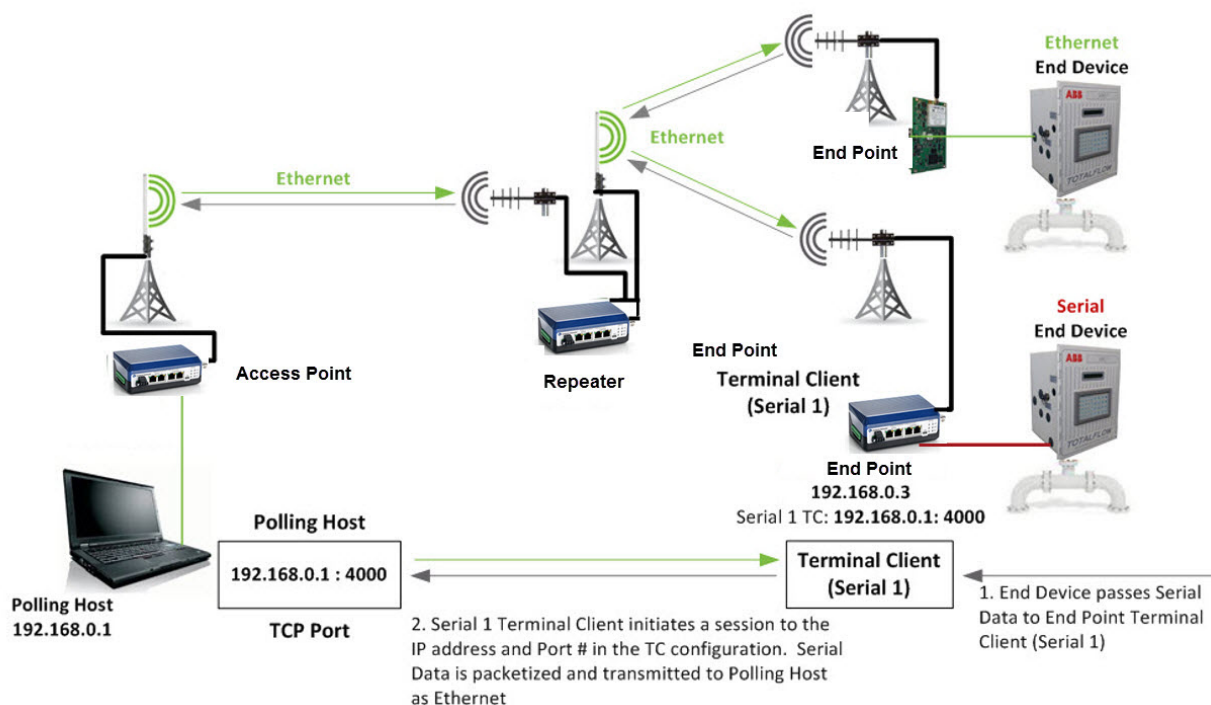 Ethernet
End Device
ABB
TOTALFLOW
End Point
Ethernet
Ethernet
Serial
End Device
ABB
TOTALFLOW
Access Point
Repeater
End Point
Terminal Client
(Serial 1)
End Point
192.168.0.3
Serial 1 TC: 192.168.0.1: 4000
Polling Host
192.168.0.1
Polling Host
192.168.0.1 : 4000
TCP Port
Terminal Client
(Serial 1)
1. End Device passes Serial
Data to End Point Terminal
Client (Serial 1)
2. Serial 1 Terminal Client initiates a session to the
IP address and Port # in the TC configuration. Serial
Data is packetized and transmitted to Polling Host
as Ethernet